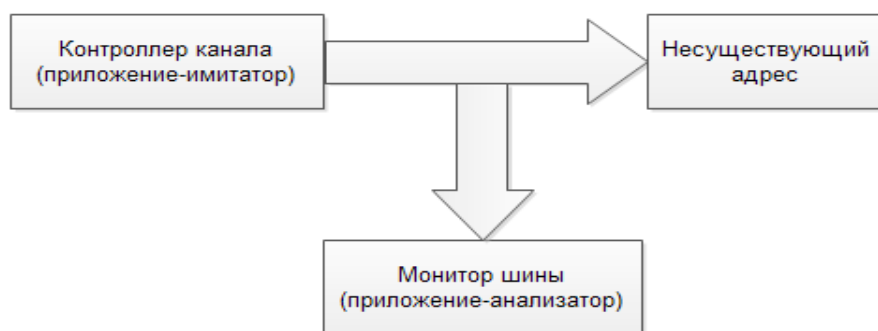 Контроллер канала
(приложение-имитатор)
Несуществующий
адрес
Монитор шины
(приложение-анализатор)